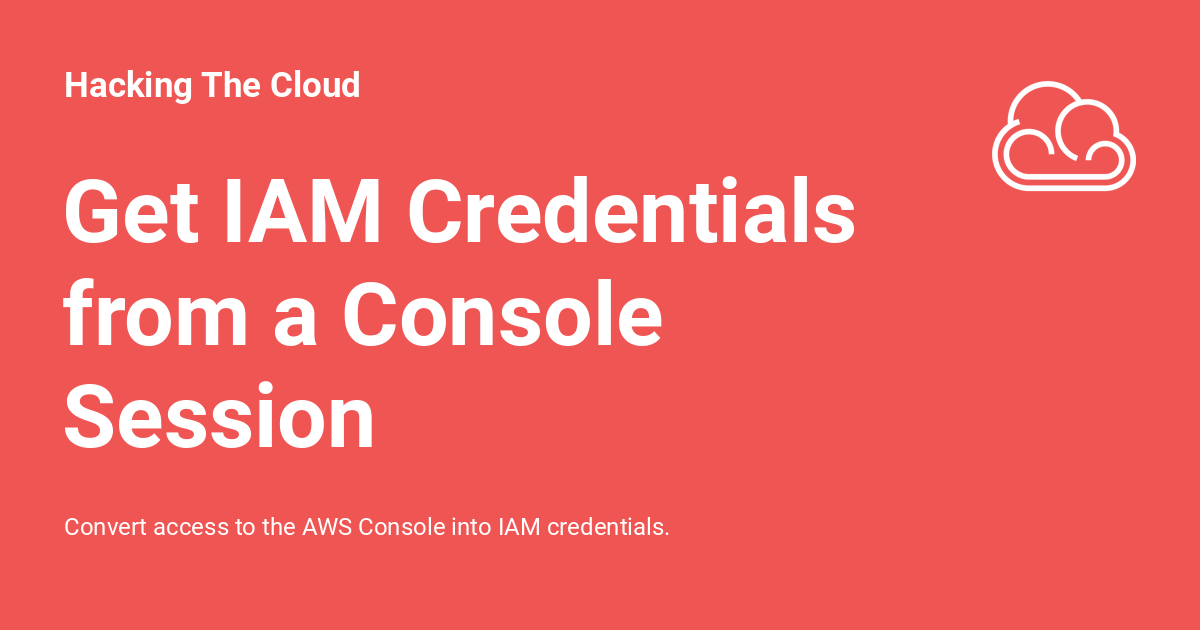 Hacking The Cloud
Get IAM Credentials
from a Console
Session
Convert access to the AWS Console into IAM credentials.